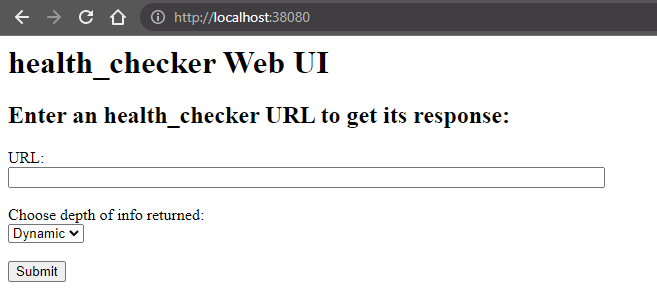 http://localhost:38080
health_checker Web UI
Enter an health_checker URL to get its response:
URL:
Choose depth of info returned:
Dynamic
Submit